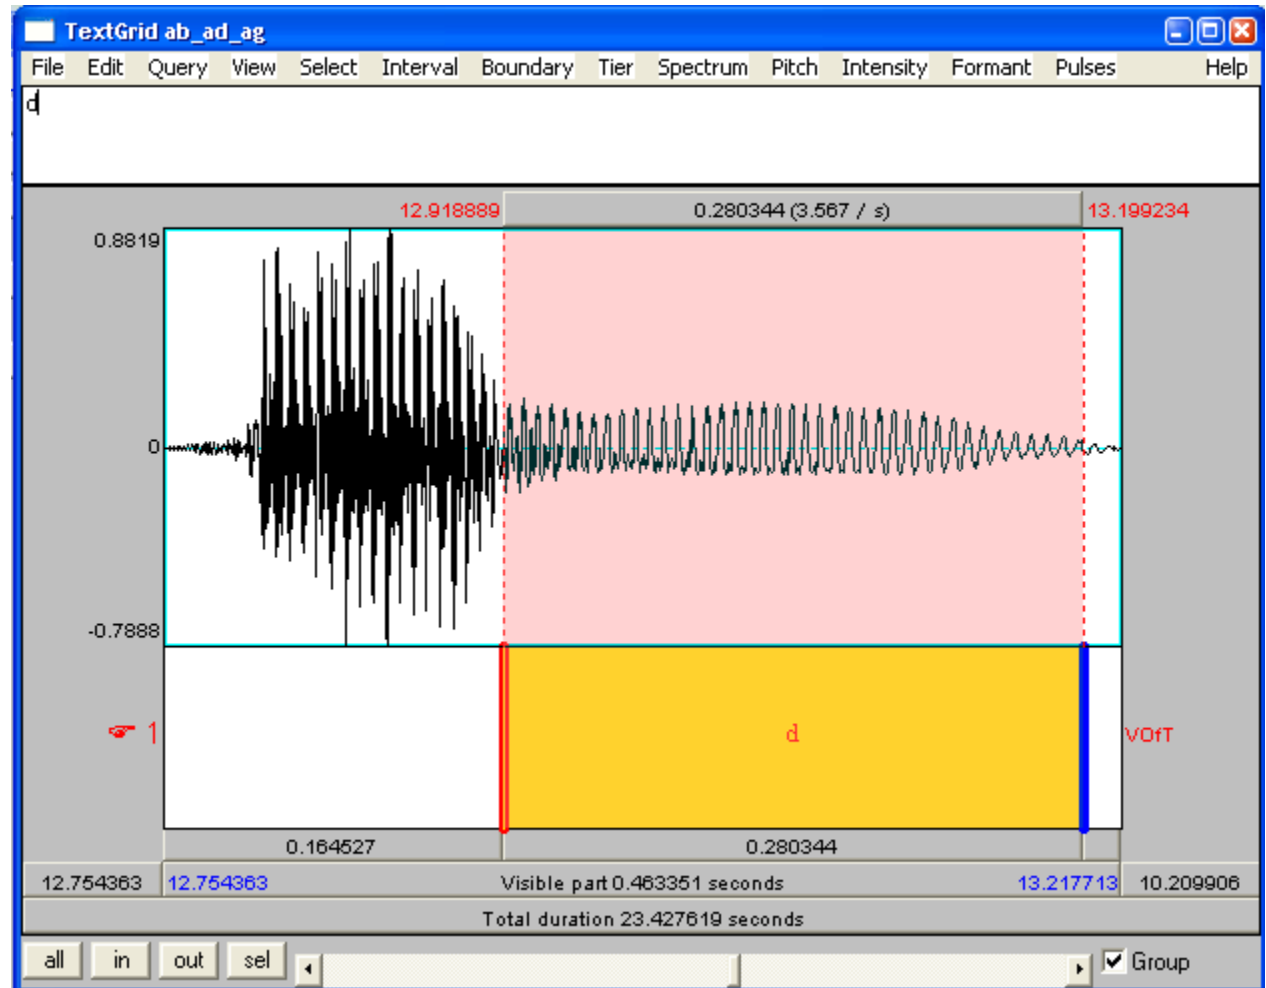 TextGrid ab_ad_ag
File Edit Query View Select Interval Boundary Tier Spectrum Pitch Intensity Formant Pulses Help
d
12.918889 0.280344 (3.567 / s) 13.199234
0.8819
0
-0.7888
1 d VOfT
0.164527 0.280344
12.754363 12.754363 Visible part 0.463351 seconds 13.217713 10.209906
Total duration 23.427619 seconds
all in out sel Group